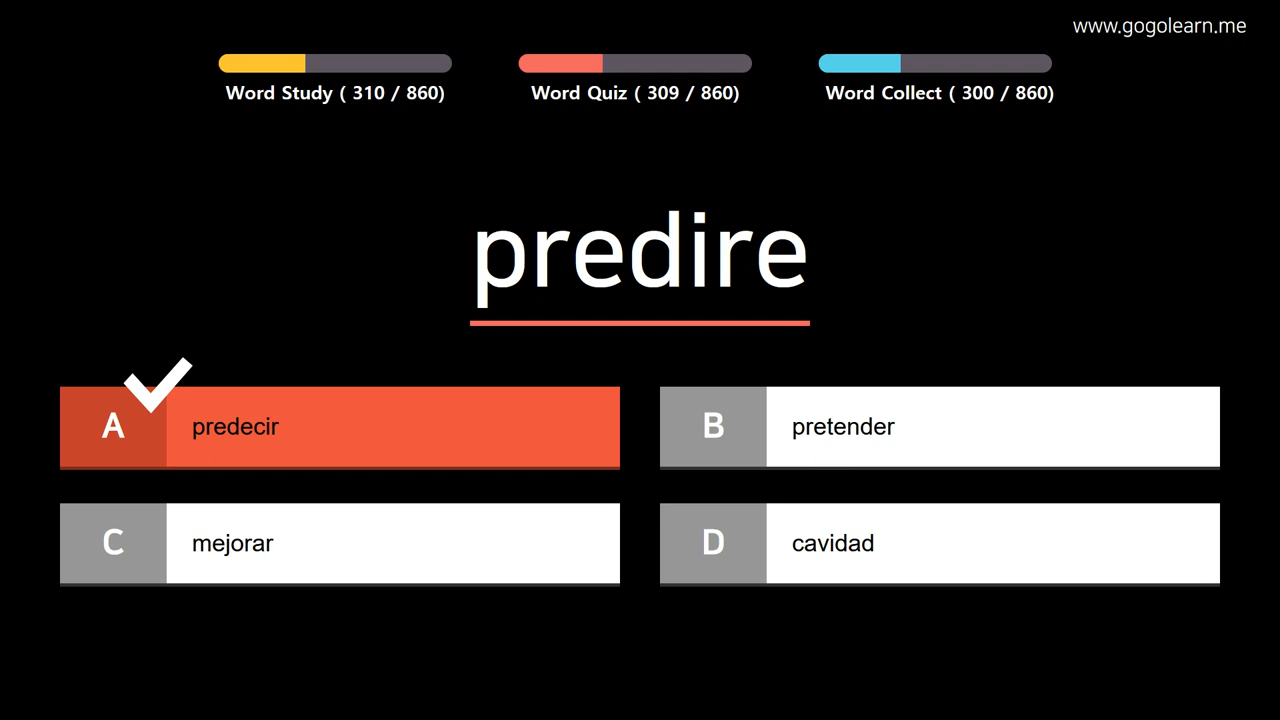 www.gogolearn.me
Word Study ( 310 / 860)
Word Quiz ( 309 / 860)
Word Collect ( 300 / 860)
predire
A predecir
B pretender
C mejorar
D cavidad